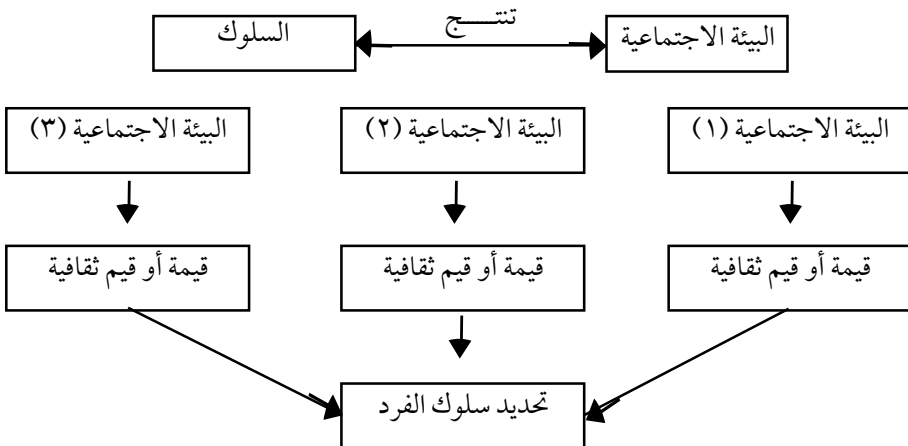 تنتـــــج
البيئة الاجتماعية
السلوك
البيئة الاجتماعية (١)
البيئة الاجتماعية (٢)
البيئة الاجتماعية (٣)
قيمة أو قيم ثقافية
قيمة أو قيم ثقافية
قيمة أو قيم ثقافية
تحديد سلوك الفرد